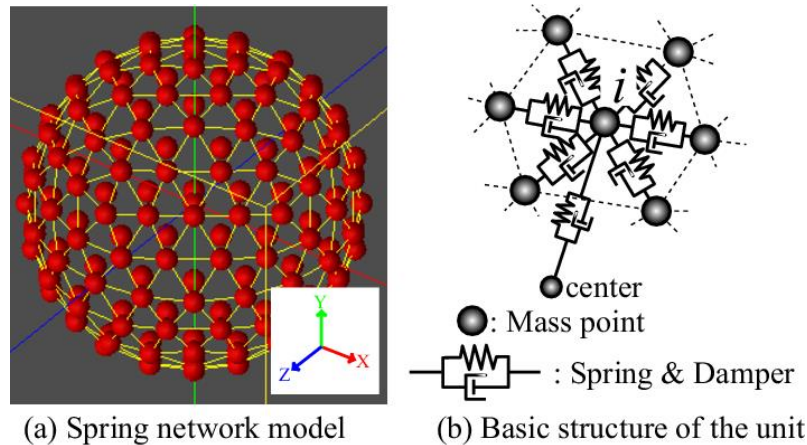 Y
X
Z
i
center
: Mass point
: Spring & Damper
(a) Spring network model
(b) Basic structure of the unit